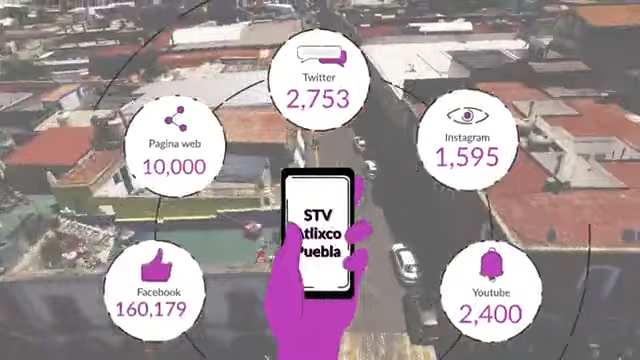 Twitter
2,753
Pagina web
10,000
Instagram
1,595
STV
Atlixco
Puebla
Facebook
160,179
Youtube
2,400